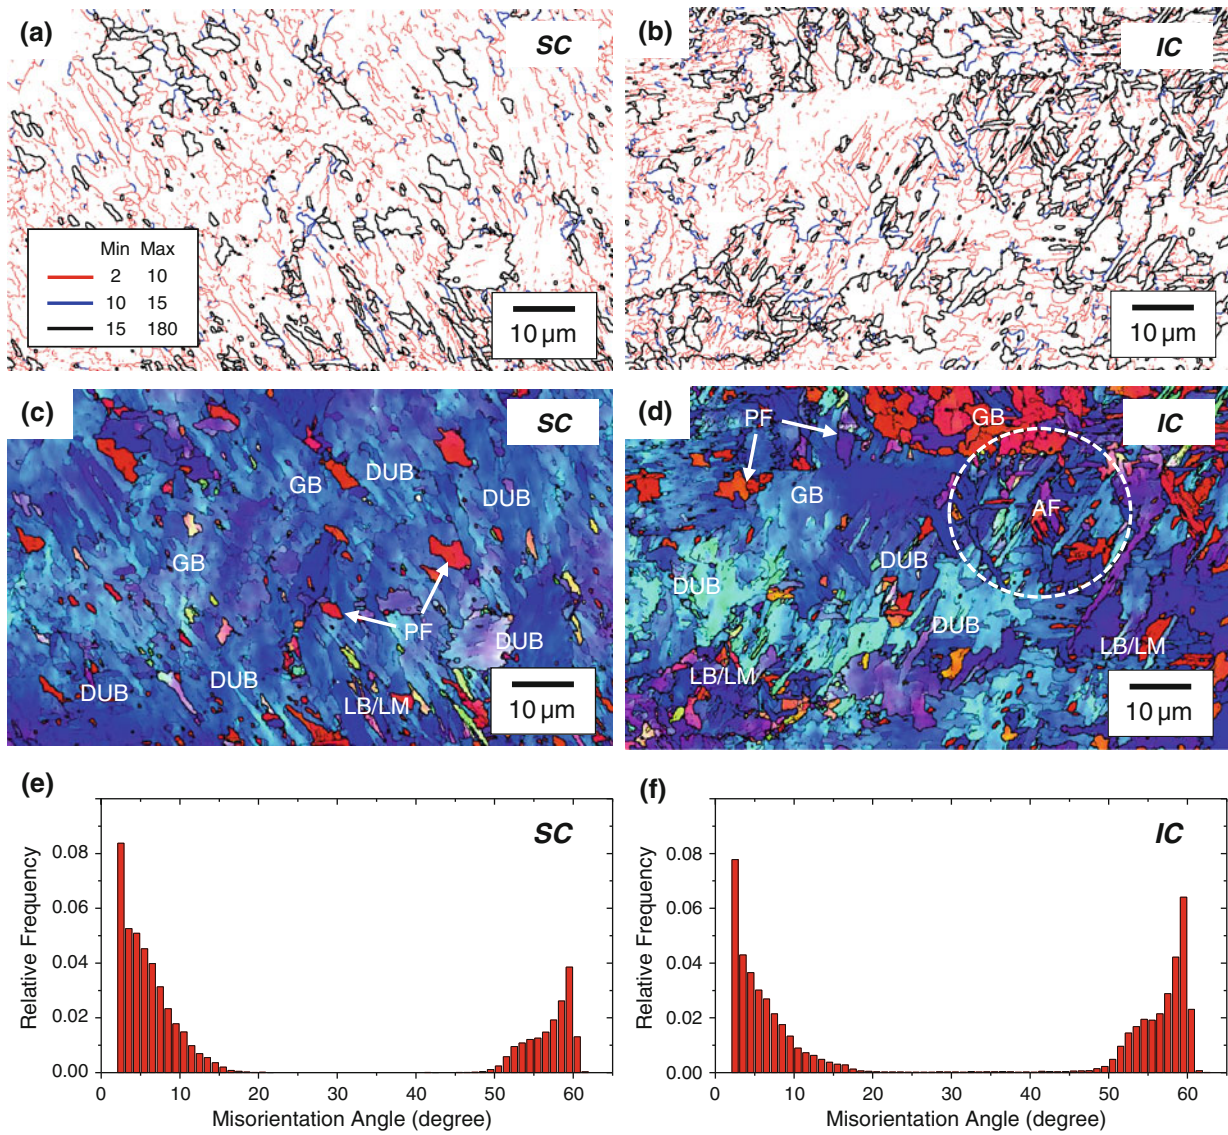 (a)
SC
Min Max
2 10
10 15
15 180
10 µm
(b)
IC
10 µm
(c)
SC
GB
DUB
DUB
GB
PF
DUB
DUB
DUB
LB/LM
10 µm
(d)
IC
PF
GB
GB
AF
DUB
DUB
DUB
LB/LM
LB/LM
10 µm
(e)
SC
Relative Frequency
0.08
0.06
0.04
0.02
0.00
0 10 20 30 40 50 60
Misorientation Angle (degree)
(f)
IC
Relative Frequency
0.08
0.06
0.04
0.02
0.00
0 10 20 30 40 50 60
Misorientation Angle (degree)